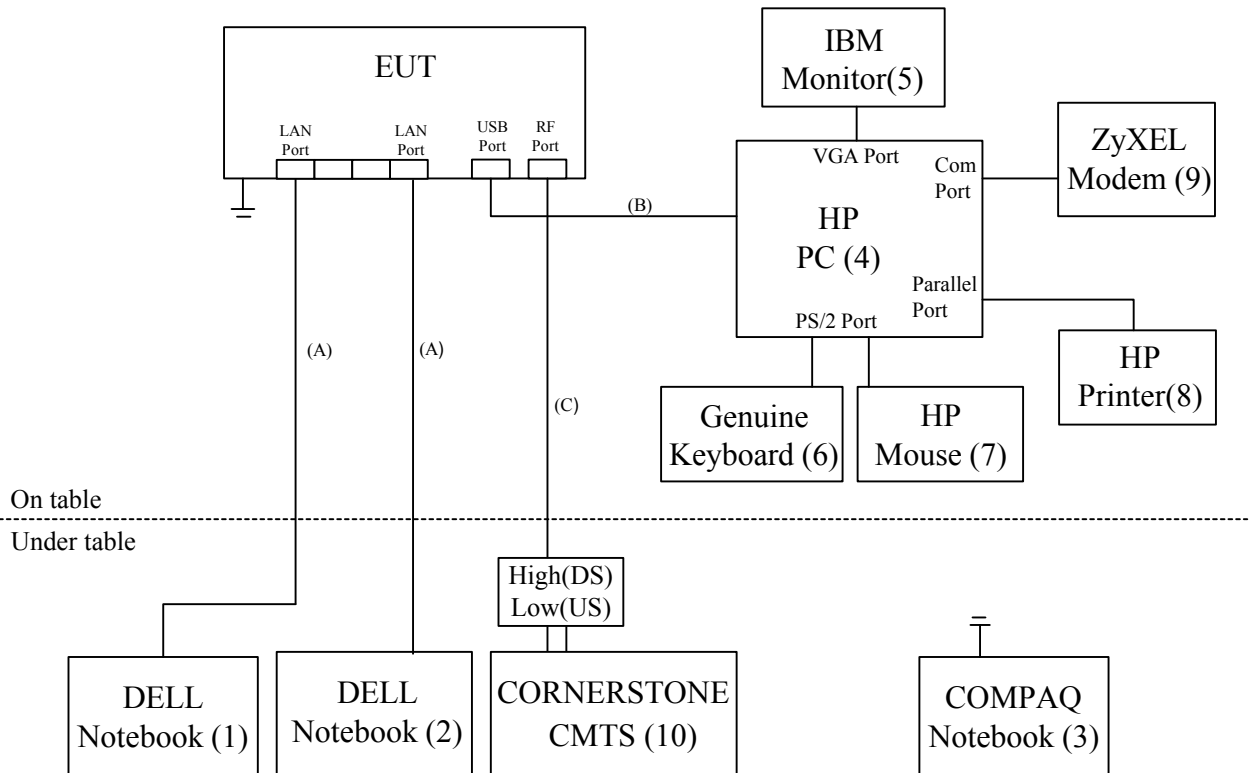 EUT
LAN
Port
LAN
Port
USB
Port
RF
Port
IBM
Monitor(5)
VGA Port
Com
Port
ZyXEL
Modem (9)
(B)
HP
PC (4)
Parallel
Port
PS/2 Port
(A)
(A)
(C)
HP
Printer(8)
Genuine
Keyboard (6)
HP
Mouse (7)
On table
Under table
High(DS)
Low(US)
DELL
Notebook (1)
DELL
Notebook (2)
CORNERSTONE
CMTS (10)
COMPAQ
Notebook (3)